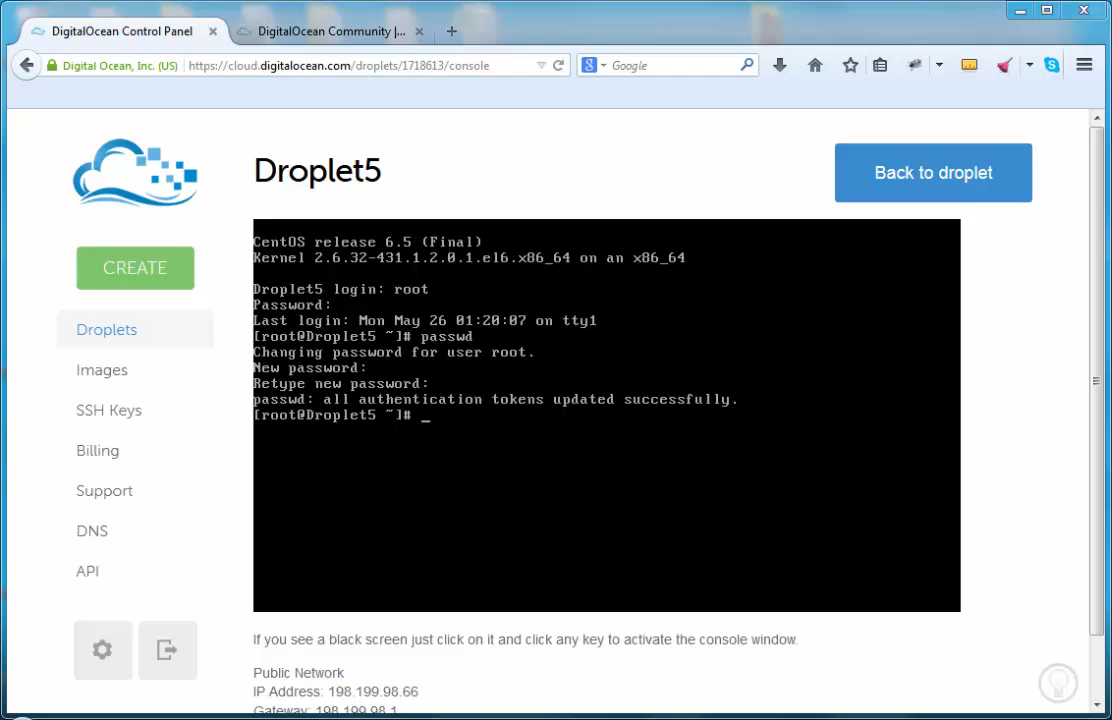 DigitalOcean Control Panel
DigitalOcean Community |...
Digital Ocean, Inc. (US)
https://cloud.digitalocean.com/droplets/1718613/console
Google
Droplet5
Back to droplet
CREATE
Droplets
Images
SSH Keys
Billing
Support
DNS
API
CentOS release 6.5 (Final)
Kernel 2.6.32-431.1.2.0.1.el6.x86_64 on an x86_64
Droplet5 login: root
Password:
Last login: Mon May 26 01:20:07 on tty1
[root@Droplet5 ~]# passwd
Changing password for user root.
New password:
Retype new password:
passwd: all authentication tokens updated successfully.
[root@Droplet5 ~]# _
If you see a black screen just click on it and click any key to activate the console window.
Public Network
IP Address: 198.199.98.66
Gateway: 198.199.98.1